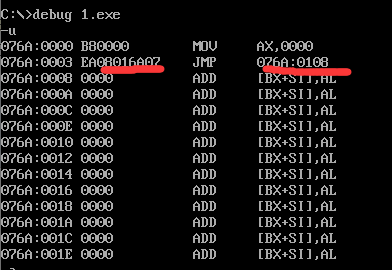 C:\>debug 1.exe
-u
076A:0000 B80000 MOV AX,0000
076A:0003 EA08016A07 JMP 076A:0108
076A:0008 0000 ADD [BX+SI],AL
076A:000A 0000 ADD [BX+SI],AL
076A:000C 0000 ADD [BX+SI],AL
076A:000E 0000 ADD [BX+SI],AL
076A:0010 0000 ADD [BX+SI],AL
076A:0012 0000 ADD [BX+SI],AL
076A:0014 0000 ADD [BX+SI],AL
076A:0016 0000 ADD [BX+SI],AL
076A:0018 0000 ADD [BX+SI],AL
076A:001A 0000 ADD [BX+SI],AL
076A:001C 0000 ADD [BX+SI],AL
076A:001E 0000 ADD [BX+SI],AL